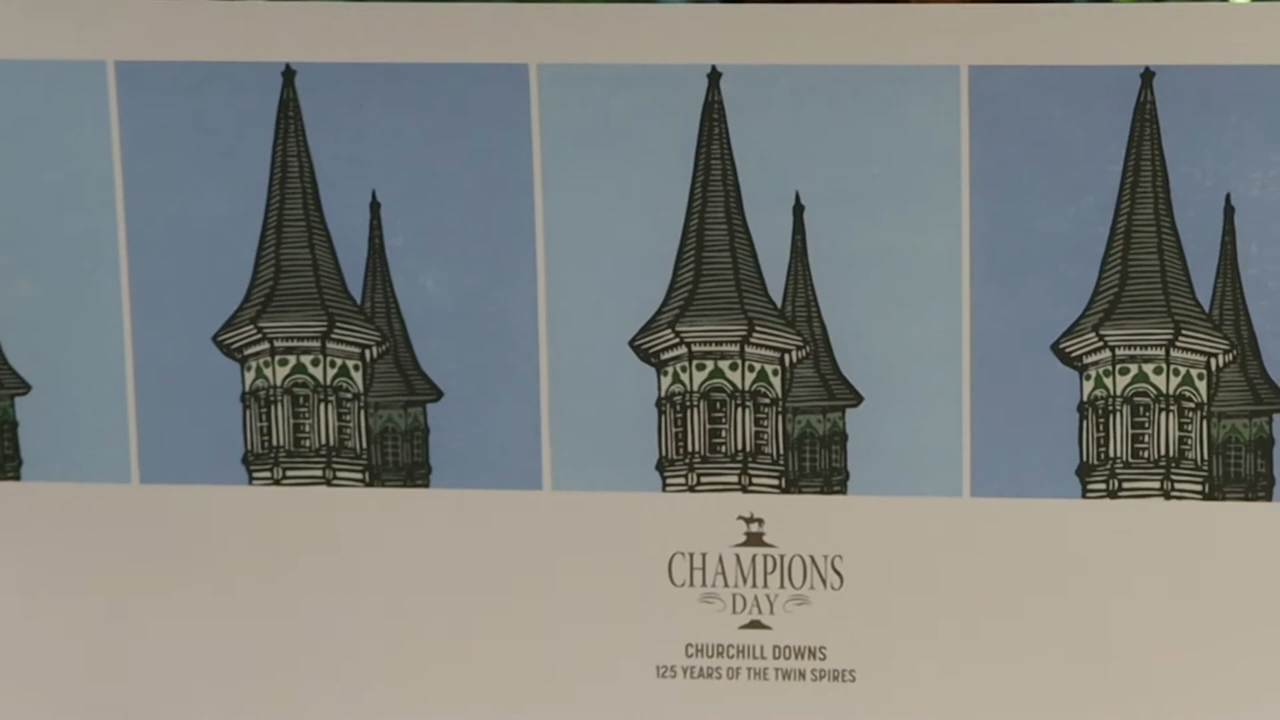 CHAMPIONS
DAY
CHURCHILL DOWNS
125 YEARS OF THE TWIN SPIRES